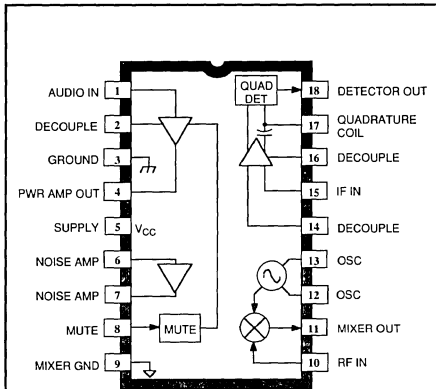 AUDIO IN 1
DECOUPLE 2
GROUND 3
PWR AMP OUT 4
SUPPLY 5 VCC
NOISE AMP 6
NOISE AMP 7
MUTE 8 MUTE
MIXER GND 9
QUAD
DET
18 DETECTOR OUT
17 QUADRATURE
COIL
16 DECOUPLE
15 IF IN
14 DECOUPLE
13 OSC
12 OSC
11 MIXER OUT
10 RF IN